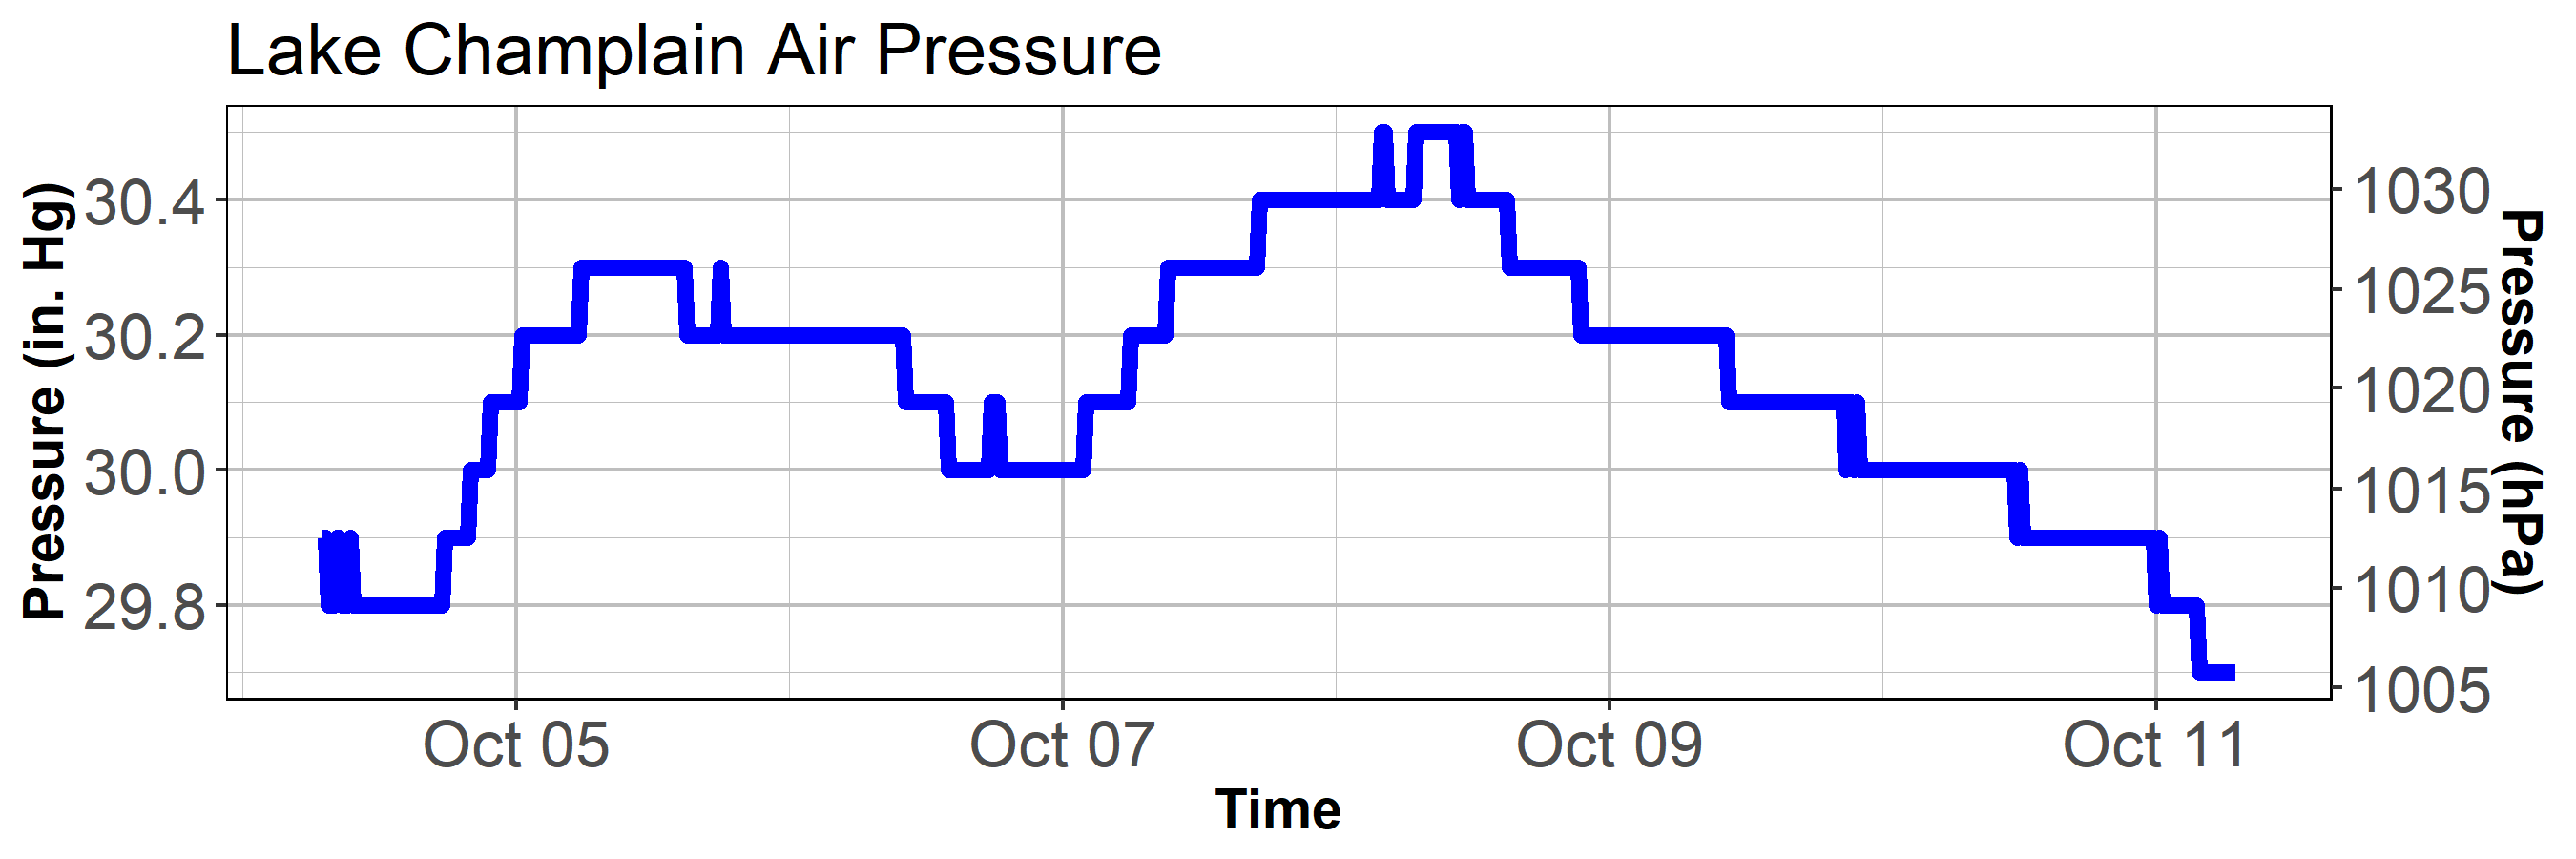 Lake Champlain Air Pressure
Pressure (in. Hg)
30.4
30.2
30.0
29.8
1030
1025
1020
1015
1010
1005
Pressure (hPa)
Oct 05 Oct 07 Oct 09 Oct 11
Time